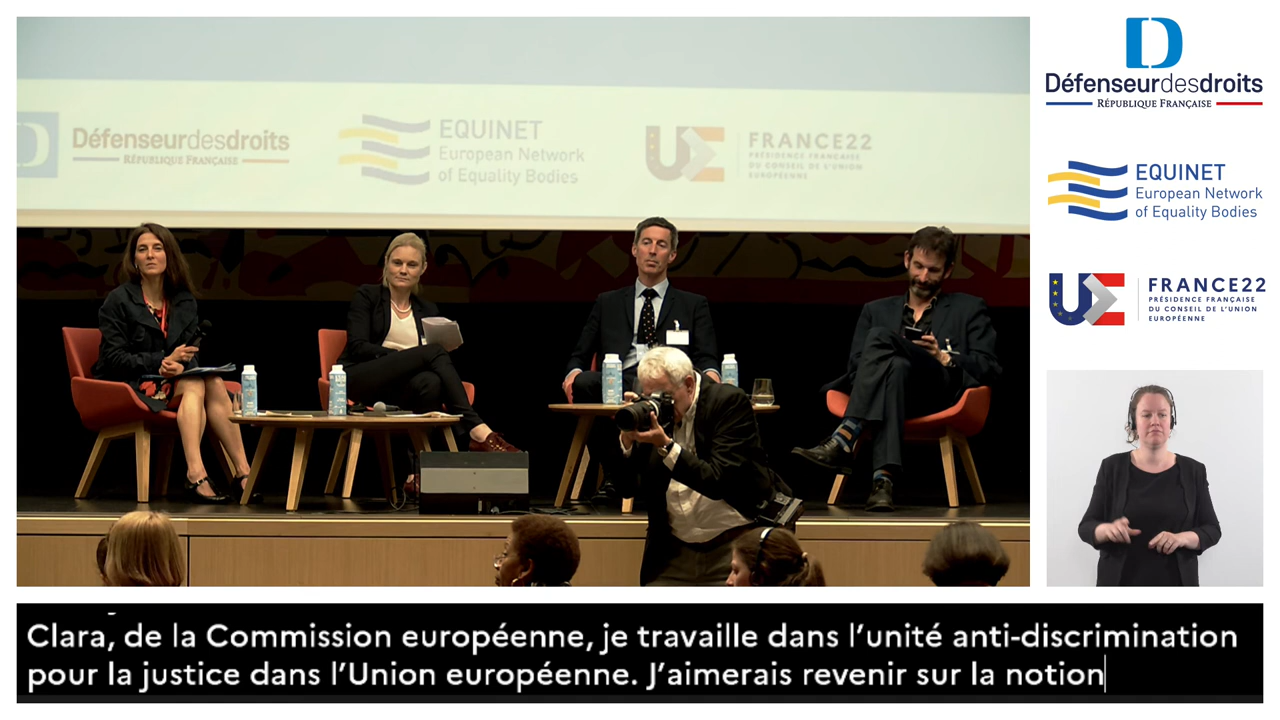 Défenseurdesdroits
RÉPUBLIQUE FRANÇAISE
EQUINET
European Network
of Equality Bodies
UE
FRANCE22
PRÉSIDENCE FRANÇAISE
DU CONSEIL DE L'UNION
EUROPÉENNE
Défenseurdesdroits
RÉPUBLIQUE FRANÇAISE
EQUINET
European Network
of Equality Bodies
UE
FRANCE22
PRÉSIDENCE FRANÇAISE
DU CONSEIL DE L'UNION
EUROPÉENNE
Clara, de la Commission européenne, je travaille dans l'unité anti-discrimination
pour la justice dans l'Union européenne. J'aimerais revenir sur la notion